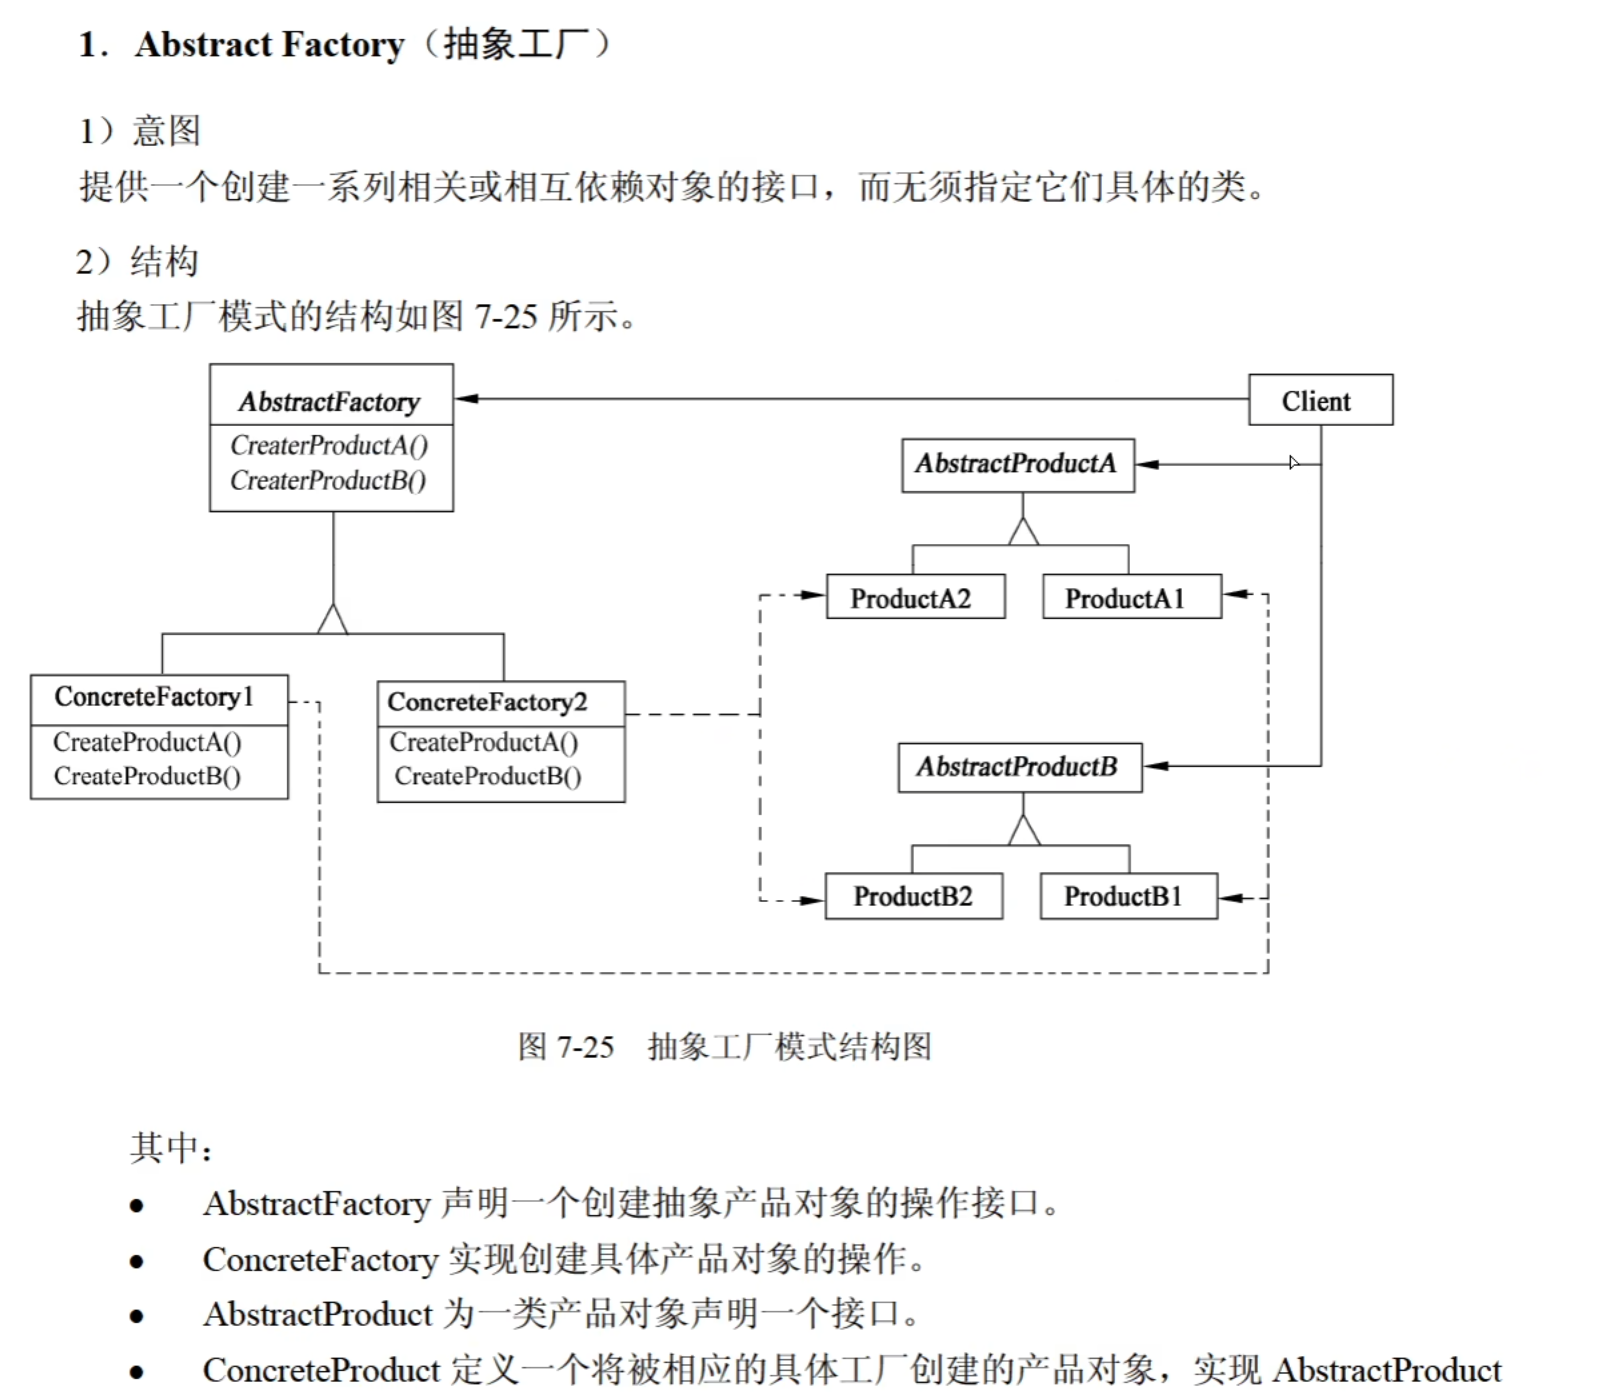 1. Abstract Factory（抽象工厂）
1）意图
提供一个创建一系列相关或相互依赖对象的接口，而无须指定它们具体的类。
2）结构
抽象工厂模式的结构如图 7-25 所示。
AbstractFactory
CreaterProductA()
CreaterProductB()
Client
AbstractProductA
ProductA2
ProductA1
ConcreteFactory1
CreateProductA()
CreateProductB()
ConcreteFactory2
CreateProductA()
CreateProductB()
AbstractProductB
ProductB2
ProductB1
图 7-25 抽象工厂模式结构图
其中：
● AbstractFactory 声明一个创建抽象产品对象的操作接口。
● ConcreteFactory 实现创建具体产品对象的操作。
● AbstractProduct 为一类产品对象声明一个接口。
● ConcreteProduct 定义一个将被相应的具体工厂创建的产品对象，实现 AbstractProduct